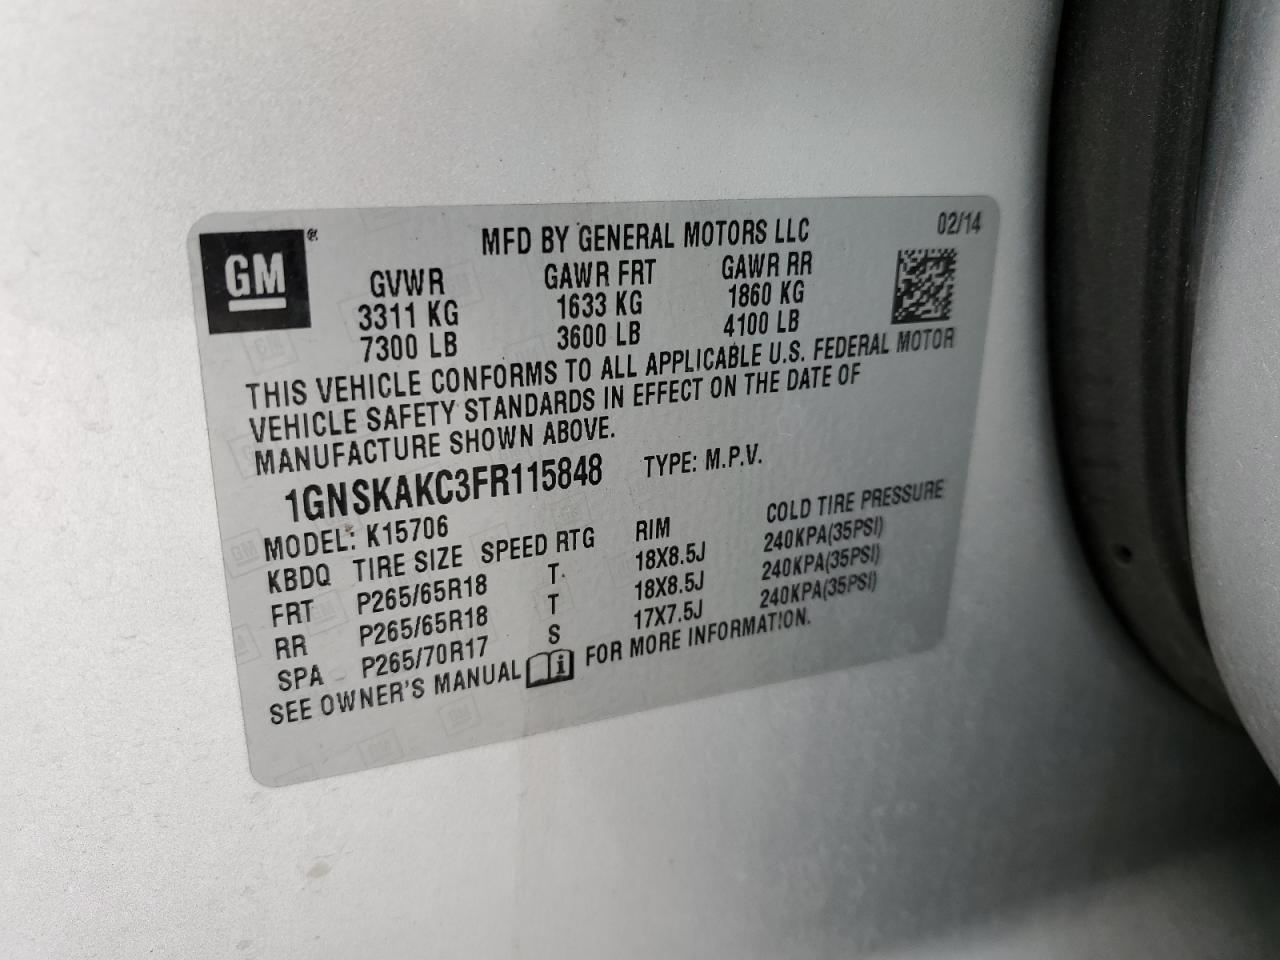 GM®
MFD BY GENERAL MOTORS LLC 02/14
GVWR GAWR FRT GAWR RR
3311 KG 1633 KG 1860 KG
7300 LB 3600 LB 4100 LB
THIS VEHICLE CONFORMS TO ALL APPLICABLE U.S. FEDERAL MOTOR
VEHICLE SAFETY STANDARDS IN EFFECT ON THE DATE OF
MANUFACTURE SHOWN ABOVE.
1GNSKAKC3FR115848 TYPE: M.P.V.
MODEL: K15706
KBDQ TIRE SIZE SPEED RTG RIM COLD TIRE PRESSURE
FRT P265/65R18 T 18X8.5J 240KPA(35PSI)
RR P265/65R18 T 18X8.5J 240KPA(35PSI)
SPA P265/70R17 S 17X7.5J 240KPA(35PSI)
SEE OWNER'S MANUAL FOR MORE INFORMATION.